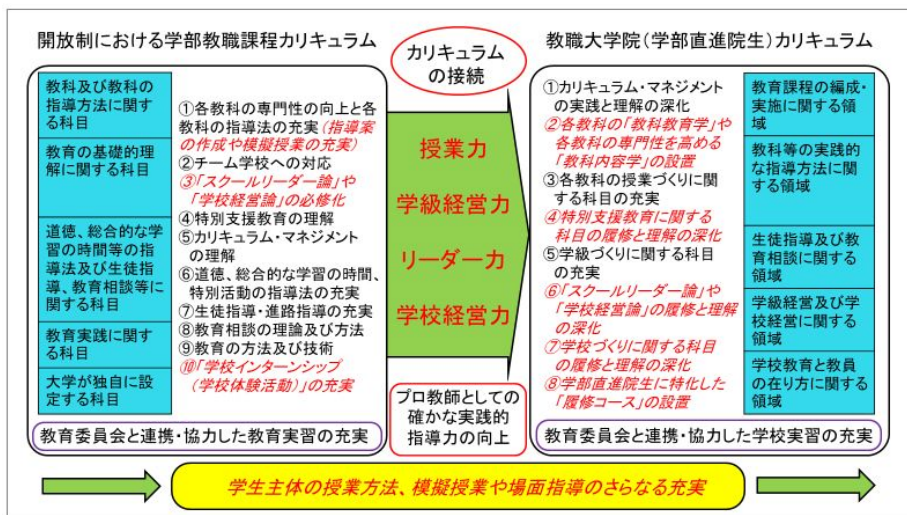 開放制における学部教職課程カリキュラム
教科及び教科の
指導方法に関す
る科目
教育の基礎的理
解に関する科目
道徳、総合的な学
習の時間等の指
導法及び生徒指
導、教育相談等に
関する科目
教育実践に関す
る科目
大学が独自に設
定する科目
①各教科の専門性の向上と各
教科の指導法の充実(指導案
の作成や模擬授業の充実)
②チーム学校への対応
③「スクールリーダー論」や
「学校経営論」の必修化
④特別支援教育の理解
⑤カリキュラム・マネジメント
の理解
⑥道徳、総合的な学習の時間、
特別活動の指導法の充実
⑦生徒指導・進路指導の充実
⑧教育相談の理論及び方法
⑨教育の方法及び技術
⑩「学校インターンシップ
(学校体験活動)」の充実
教育委員会と連携・協力した教育実習の充実
カリキュラム
の接続
授業力
学級経営力
リーダー力
学校経営力
プロ教師としての
確かな実践的
指導力の向上
教職大学院(学部直進院生)カリキュラム
①カリキュラム・マネジメント
の実践と理解の深化
②各教科の「教科教育学」や
各教科の専門性を高める
「教科内容学」の設置
③各教科の授業づくりに関
する科目の充実
④特別支援教育に関する
科目の履修と理解の深化
⑤学級づくりに関する科目
の充実
⑥「スクールリーダー論」や
「学校経営論」の履修と理解
の深化
⑦学校づくりに関する科目
の履修と理解の深化
⑧学部直進院生に特化した
「履修コース」の設置
教育課程の編成・
実施に関する領
域
教科等の実践的
な指導方法に関
する領域
生徒指導及び教
育相談に関する
領域
学級経営及び学
校経営に関する
領域
学校教育と教員
の在り方に関する
領域
教育委員会と連携・協力した学校実習の充実
学生主体の授業方法、模擬授業や場面指導のさらなる充実